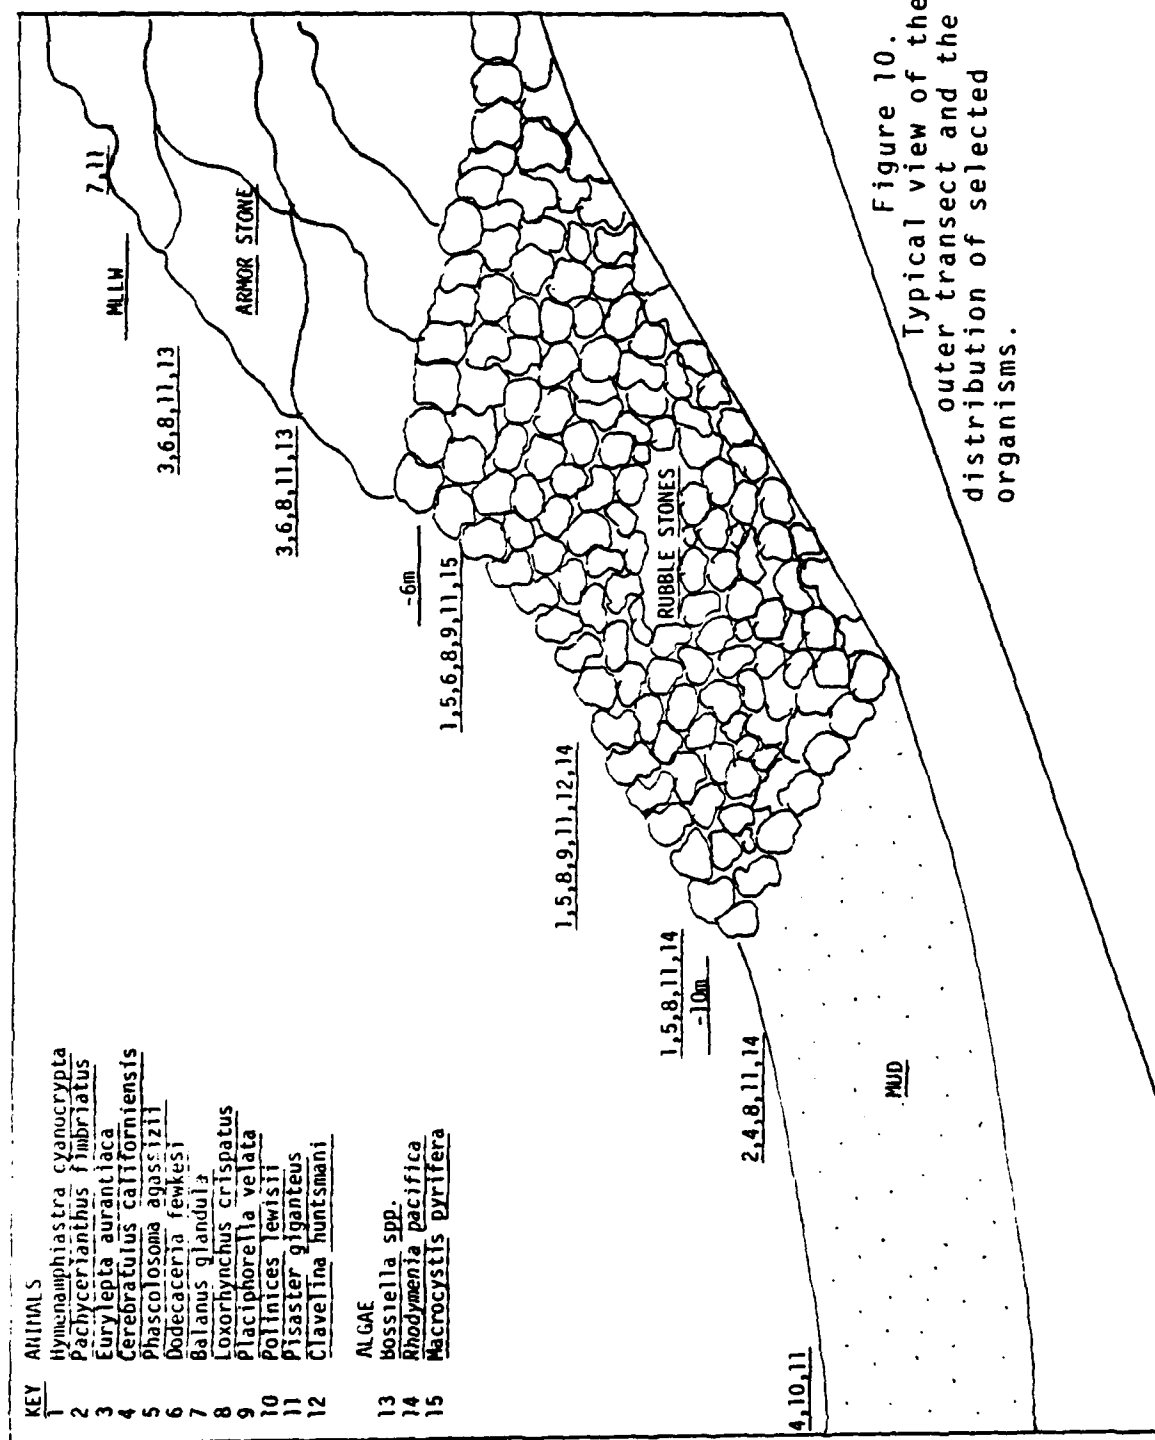 KEY ANIMALS
1 Hymenamphiastra cyanocrypta
2 Pachycerianthus fimbriatus
3 Eurylepta aurantiaca
4 Cerebratulus californiensis
5 Phascolosoma agassizii
6 Dodecaceria fewkesi
7 Balanus glandula
8 Loxorhynchus crispatus
9 Placiphorella velata
10 Polinices lewisii
11 Pisaster giganteus
12 Clavelina huntsmani
ALGAE
13 Bossiella spp.
14 Rhodymenia pacifica
15 Macrocystis pyrifera
7,11
MLLW
ARMOR STONE
3,6,8,11,13
3,6,8,11,13
-6m
1,5,6,8,9,11,15
RUBBLE STONES
1,5,8,9,11,12,14
1,5,8,11,14
-10m
2,4,8,11,14
MUD
4,10,11
Figure 10.
Typical view of the
outer transect and the
distribution of selected
organisms.